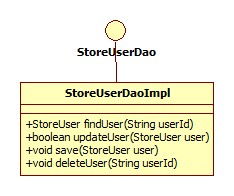 StoreUserDao
StoreUserDaoImpl
+StoreUser findUser(String userId)
+boolean updateUser(StoreUser user)
+void save(StoreUser user)
+void deleteUser(String userId)